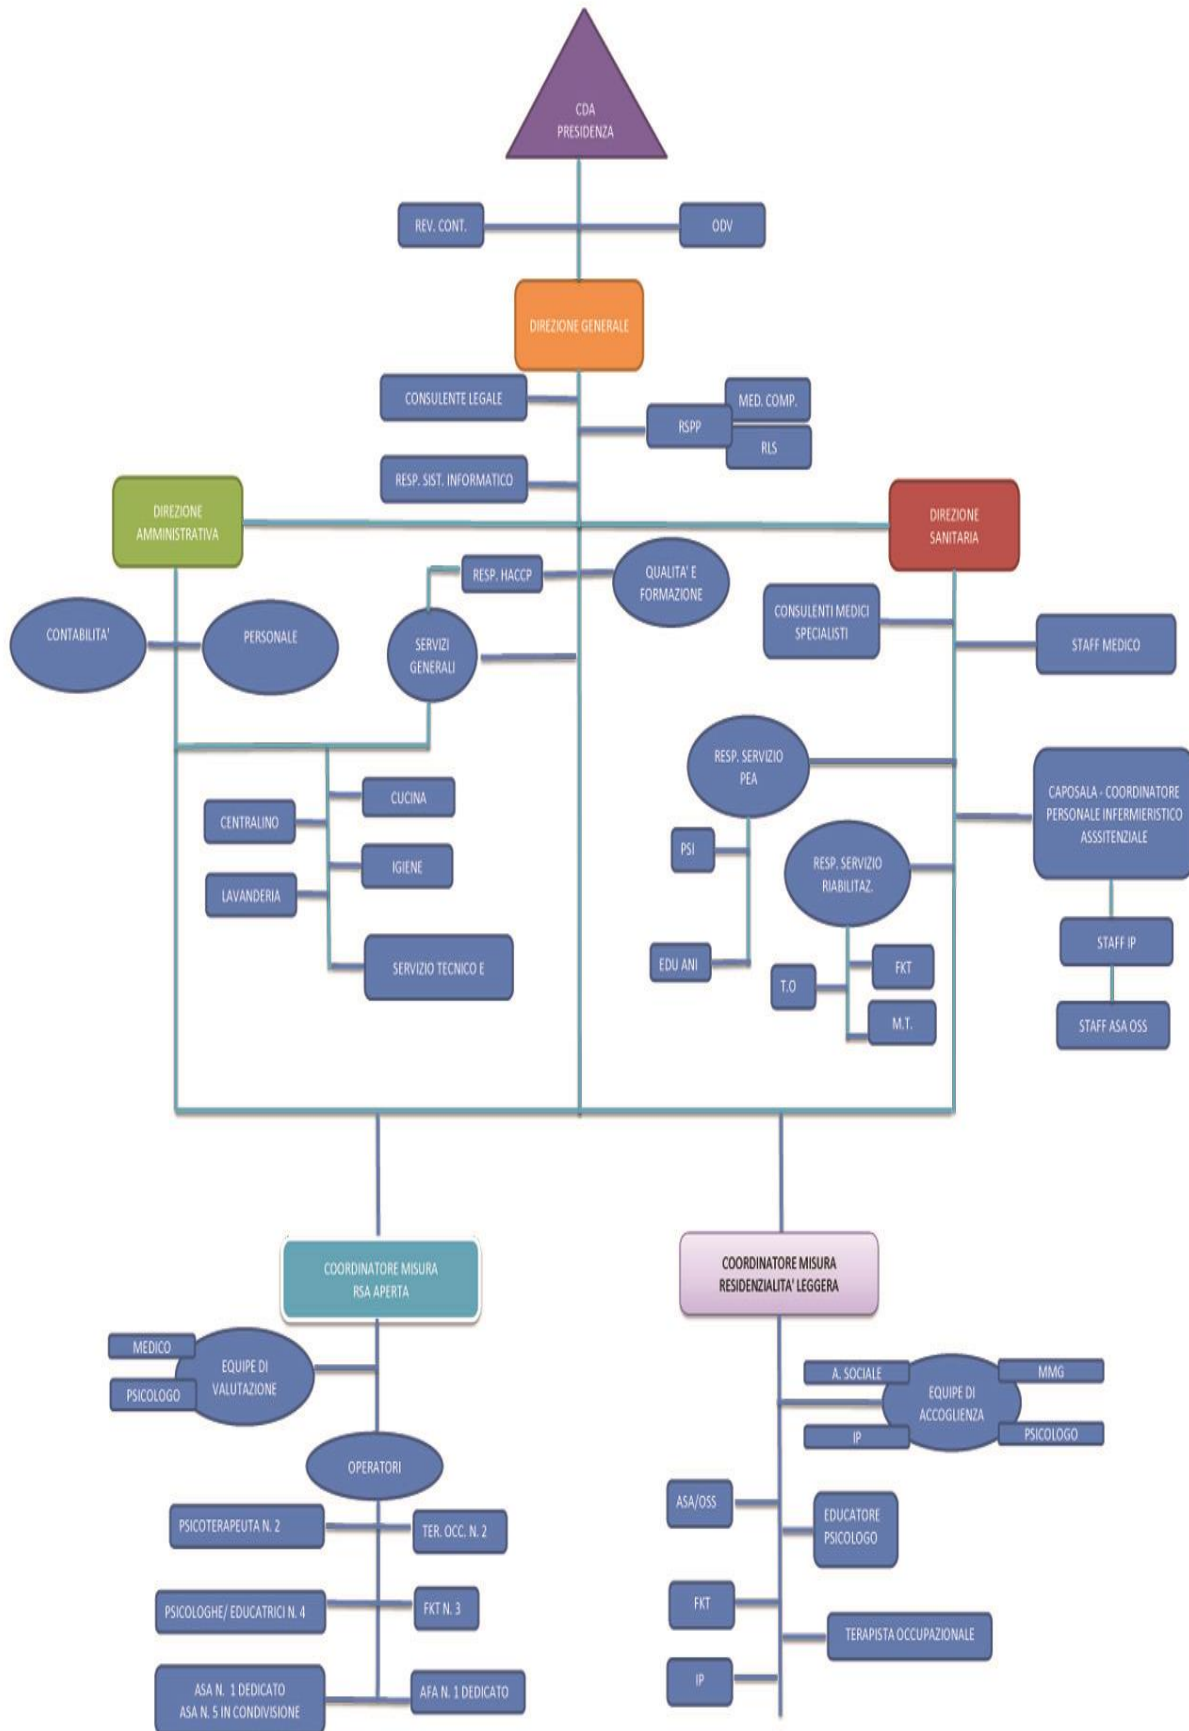 CDA
PRESIDENZA
REV. CONT.
ODV
DIREZIONE GENERALE
CONSULENTE LEGALE
MED. COMP.
RSPP
RLS
RESP. SIST. INFORMATICO
DIREZIONE
AMMINISTRATIVA
DIREZIONE
SANITARIA
RESP. HACCP
QUALITA' E
FORMAZIONE
CONSULENTI MEDICI
SPECIALISTI
CONTABILITA'
PERSONALE
SERVIZI
GENERALI
STAFF MEDICO
RESP. SERVIZIO
PEA
CAPOSALA - COORDINATORE
PERSONALE INFERMIERISTICO
ASSSITENZIALE
CUCINA
CENTRALINO
PSI
RESP. SERVIZIO
RIABILITAZ.
IGIENE
LAVANDERIA
STAFF IP
SERVIZIO TECNICO E
EDU ANI
FKT
T.O
M.T.
STAFF ASA OSS
COORDINATORE MISURA
RSA APERTA
COORDINATORE MISURA
RESIDENZIALITA' LEGGERA
MEDICO
EQUIPE DI
VALUTAZIONE
PSICOLOGO
A. SOCIALE
MMG
EQUIPE DI
ACCOGLIENZA
IP
PSICOLOGO
OPERATORI
ASA/OSS
EDUCATORE
PSICOLOGO
PSICOTERAPEUTA N. 2
TER. OCC. N. 2
FKT
PSICOLOGHE/ EDUCATRICI N. 4
FKT N. 3
TERAPISTA OCCUPAZIONALE
IP
ASA N. 1 DEDICATO
ASA N. 5 IN CONDIVISIONE
AFA N. 1 DEDICATO